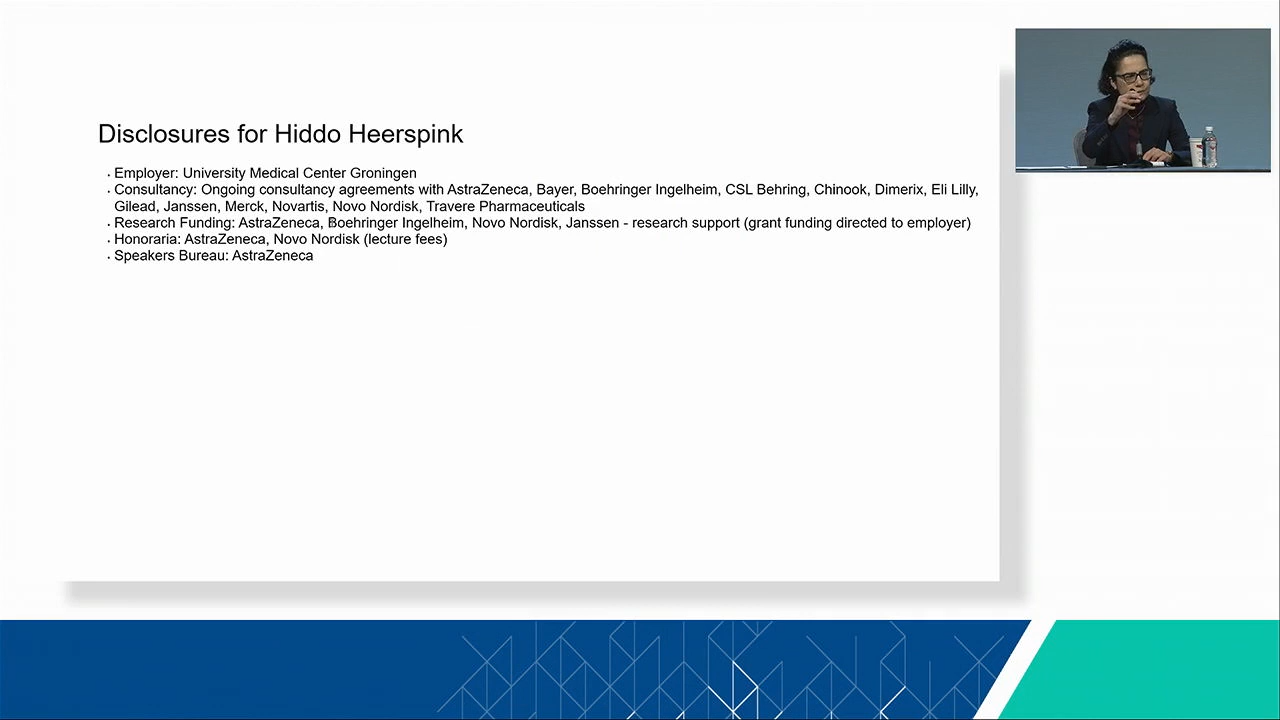 Disclosures for Hiddo Heerspink
· Employer: University Medical Center Groningen
· Consultancy: Ongoing consultancy agreements with AstraZeneca, Bayer, Boehringer Ingelheim, CSL Behring, Chinook, Dimerix, Eli Lilly,
Gilead, Janssen, Merck, Novartis, Novo Nordisk, Travere Pharmaceuticals
· Research Funding: AstraZeneca, Boehringer Ingelheim, Novo Nordisk, Janssen - research support (grant funding directed to employer)
· Honoraria: AstraZeneca, Novo Nordisk (lecture fees)
· Speakers Bureau: AstraZeneca